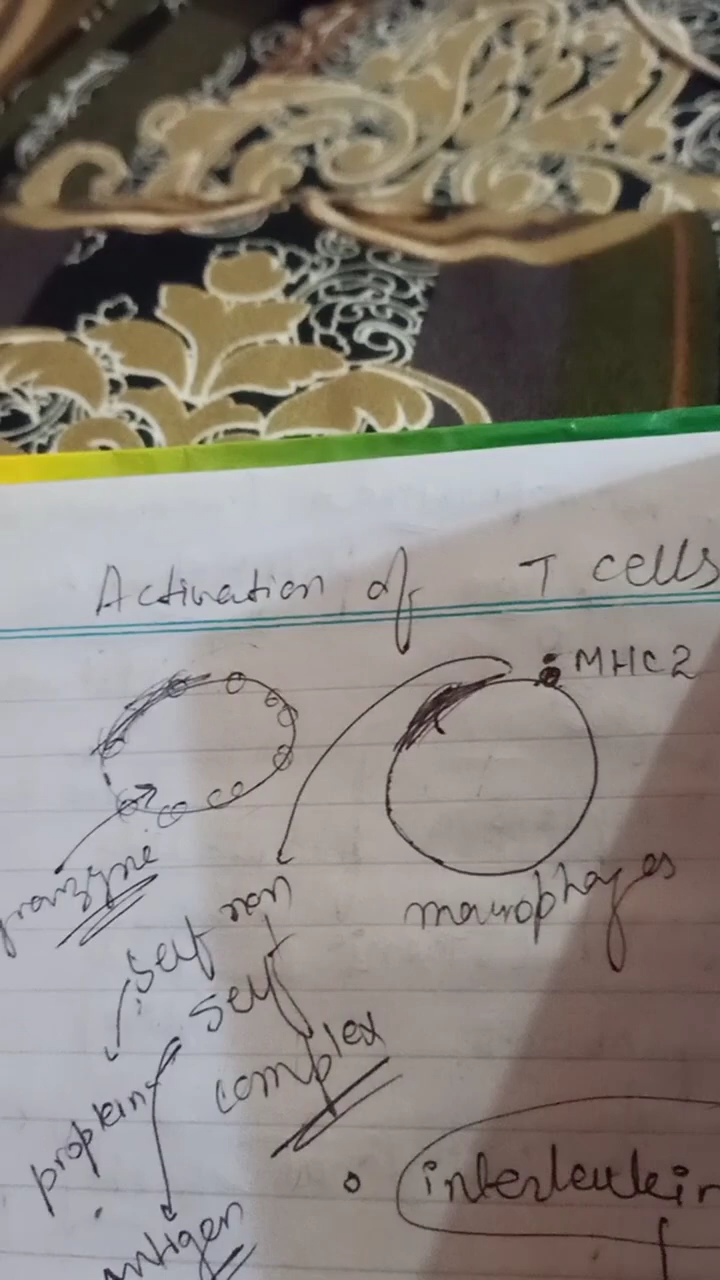 Activation of T cells
MHC2
macrophages
granzyme
self non
self
complex
protein
antigen
interleukin